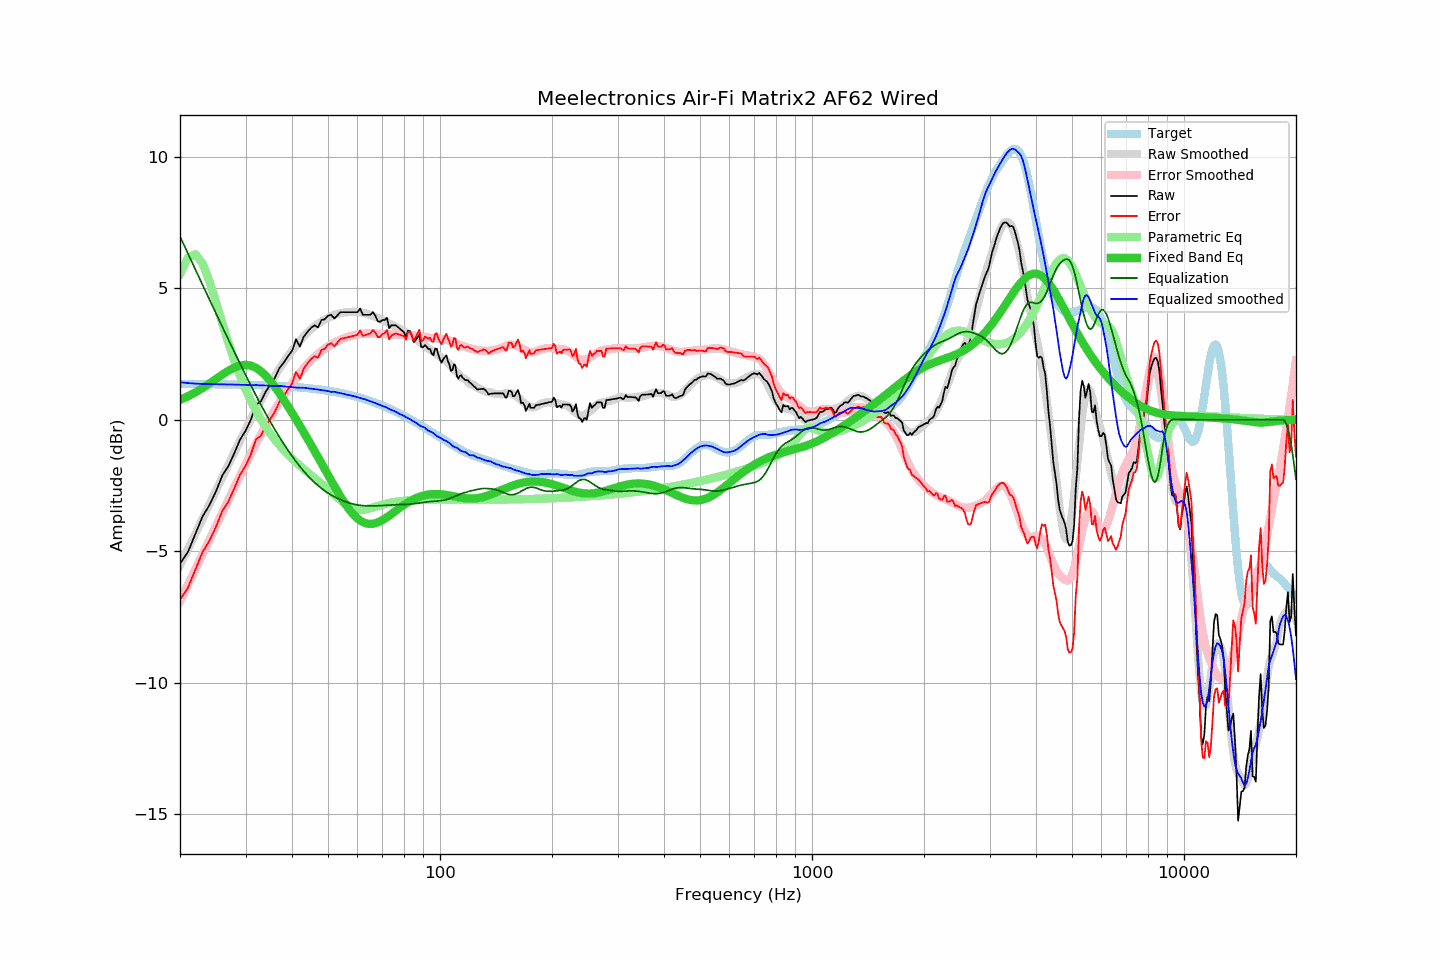 Meelectronics Air-Fi Matrix2 AF62 Wired
Target
Raw Smoothed
Error Smoothed
Raw
Error
Parametric Eq
Fixed Band Eq
Equalization
Equalized smoothed
10
5
0
−5
−10
−15
Amplitude (dBr)
100
1000
10000
Frequency (Hz)